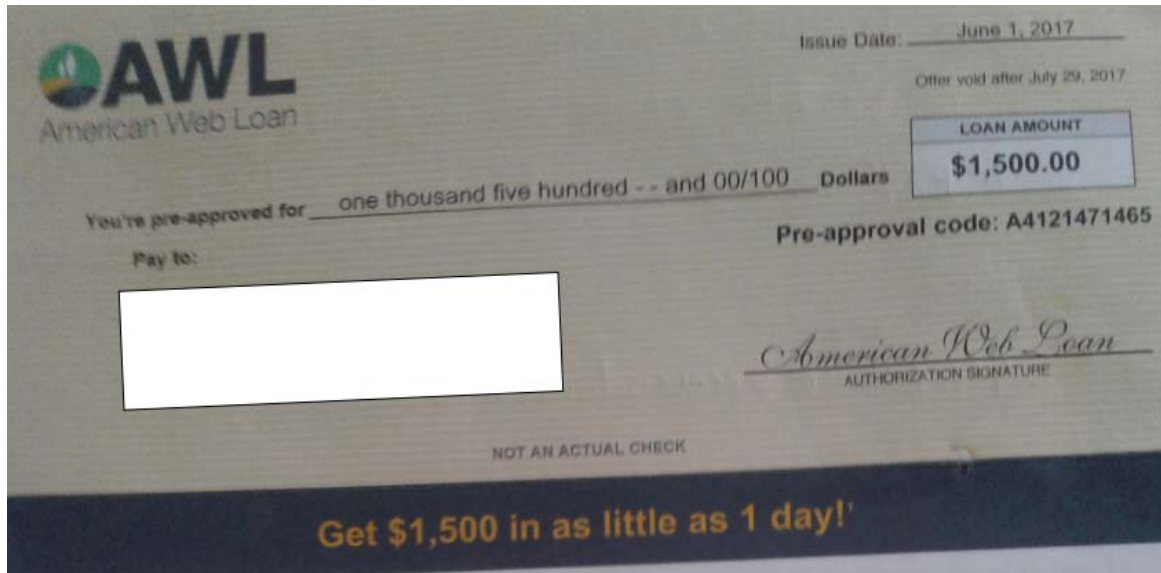 AWL
American Web Loan
Issue Date: June 1, 2017
Offer void after July 29, 2017
LOAN AMOUNT
$1,500.00
You're pre-approved for one thousand five hundred - - and 00/100 Dollars
Pre-approval code: A4121471465
Pay to:
American Web Loan
AUTHORIZATION SIGNATURE
NOT AN ACTUAL CHECK
Get $1,500 in as little as 1 day!¹